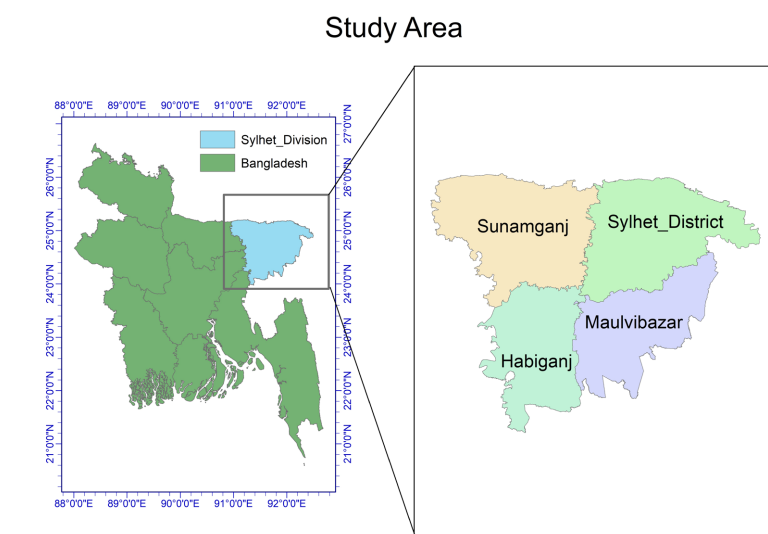 Study Area
88°0'0"E 89°0'0"E 90°0'0"E 91°0'0"E 92°0'0"E
Sylhet_Division
Bangladesh
27°0'0"N
26°0'0"N
26°0'0"N
25°0'0"N
25°0'0"N
24°0'0"N
24°0'0"N
23°0'0"N
23°0'0"N
22°0'0"N
22°0'0"N
21°0'0"N
21°0'0"N
88°0'0"E 89°0'0"E 90°0'0"E 91°0'0"E 92°0'0"E
Sunamganj
Sylhet_District
Maulvibazar
Habiganj